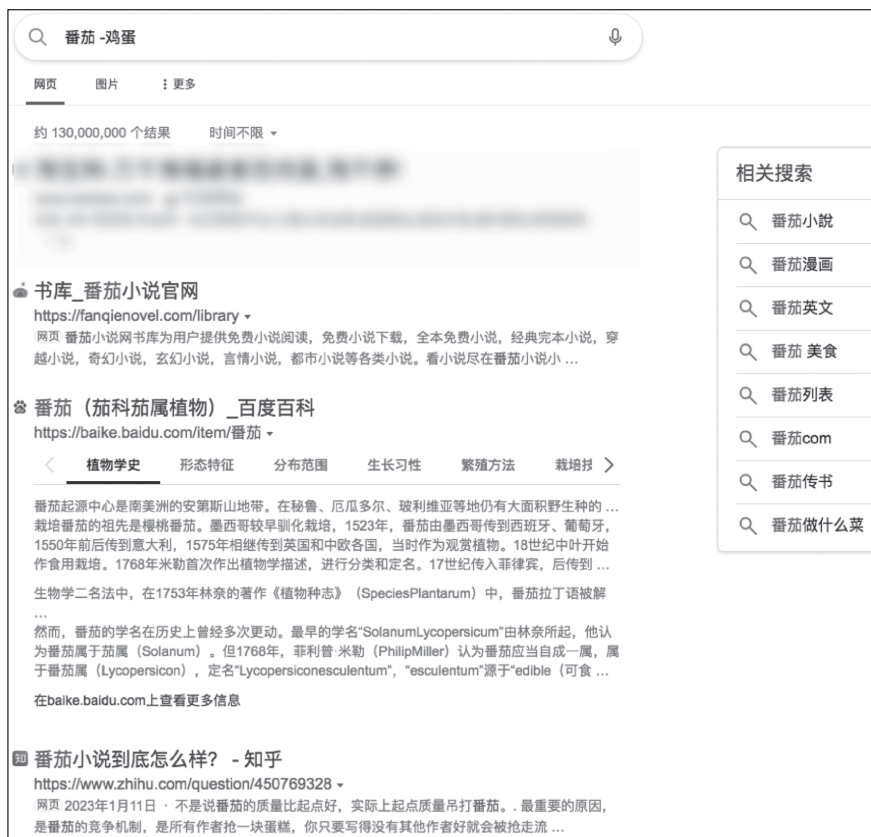 番茄 -鸡蛋
网页 图片 更多
约 130,000,000 个结果 时间不限
书库_番茄小说官网
https://fanqienovel.com/library
网页 番茄小说网书库为用户提供免费小说阅读，免费小说下载，全本免费小说，经典完本小说，穿
越小说，奇幻小说，玄幻小说，言情小说，都市小说等各类小说。看小说尽在番茄小说小 ...
番茄（茄科茄属植物）_百度百科
https://baike.baidu.com/item/番茄
植物学史 形态特征 分布范围 生长习性 繁殖方法 栽培技
番茄起源中心是南美洲的安第斯山地带。在秘鲁、厄瓜多尔、玻利维亚等地仍有大面积野生种的 ...
栽培番茄的祖先是樱桃番茄。墨西哥较早驯化栽培，1523年，番茄由墨西哥传到西班牙、葡萄牙，
1550年前后传到意大利，1575年相继传到英国和中欧各国，当时作为观赏植物。18世纪中叶开始
作食用栽培。1768年米勒首次作出植物学描述，进行分类和定名。17世纪传入菲律宾，后传到 ...
生物学二名法中，在1753年林奈的著作《植物种志》（SpeciesPlantarum）中，番茄拉丁语被解
...
然而，番茄的学名在历史上曾经多次更动。最早的学名“SolanumLycopersicum”由林奈所起，他认
为番茄属于茄属（Solanum）。但1768年，菲利普·米勒（PhilipMiller）认为番茄应当自成一属，属
于番茄属（Lycopersicon），定名“Lycopersiconesculentum”，“esculentum”源于“edible（可食 ...
在baike.baidu.com上查看更多信息
知 番茄小说到底怎么样？ - 知乎
https://www.zhihu.com/question/450769328
网页 2023年1月11日 · 不是说番茄的质量比起点好，实际上起点质量吊打番茄。. 最重要的原因，
是番茄的竞争机制，是所有作者抢一块蛋糕，你只要写得没有其他作者好就会被抢走流 ...
相关搜索
番茄小說
番茄漫画
番茄英文
番茄 美食
番茄列表
番茄com
番茄传书
番茄做什么菜